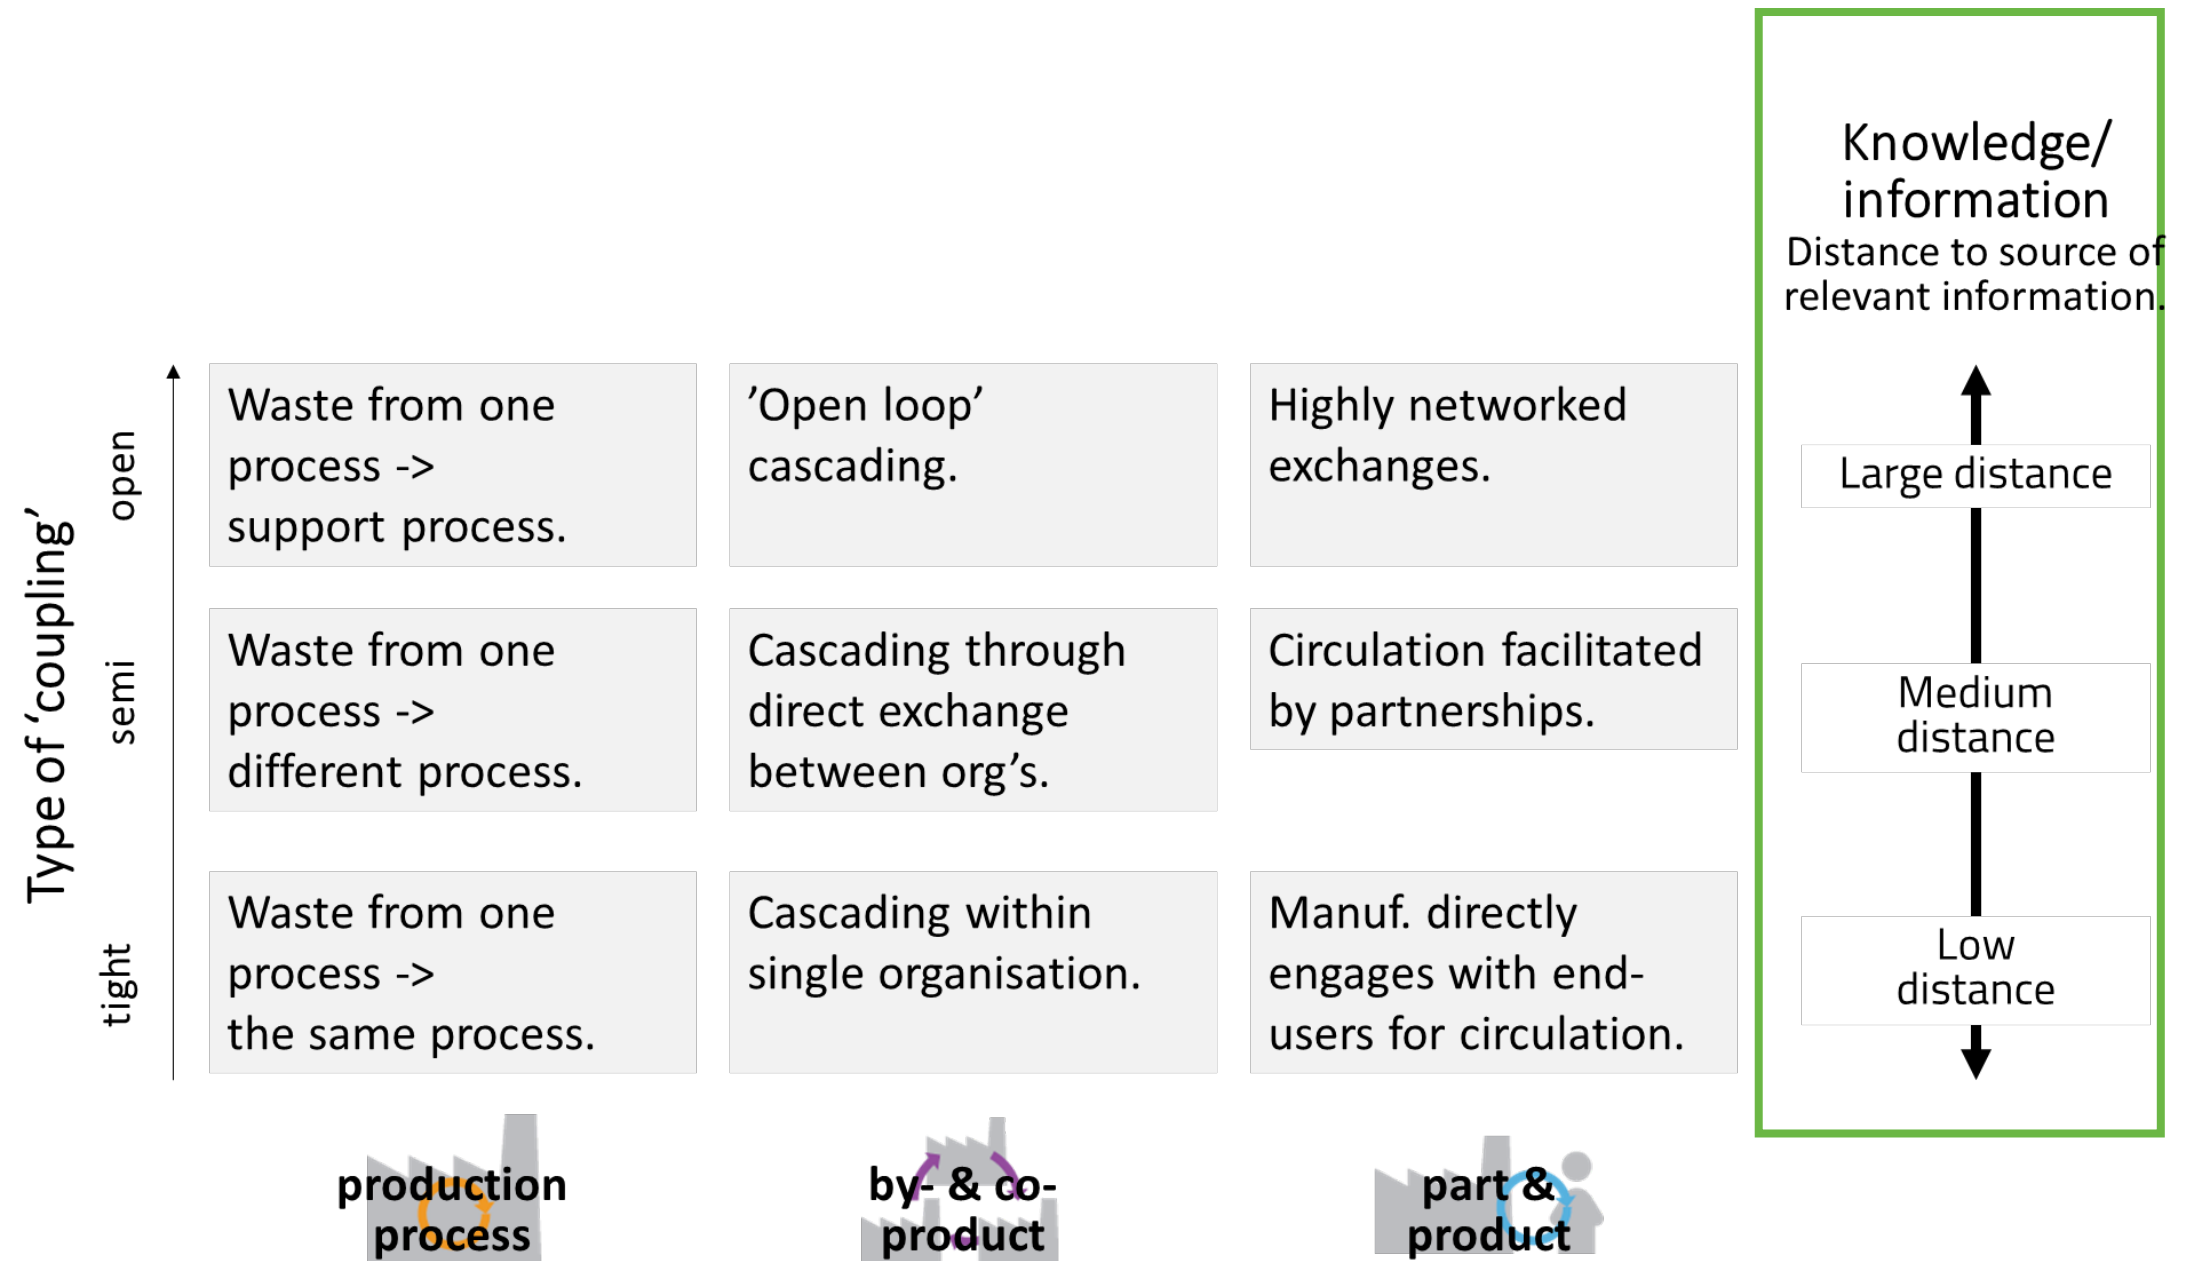 Knowledge/
information
Distance to source of
relevant information.
Type of ‘coupling’
open
Waste from one
process ->
support process.
’Open loop’
cascading.
Highly networked
exchanges.
Large distance
semi
Waste from one
process ->
different process.
Cascading through
direct exchange
between org’s.
Circulation facilitated
by partnerships.
Medium
distance
tight
Waste from one
process ->
the same process.
Cascading within
single organisation.
Manuf. directly
engages with end-
users for circulation.
Low
distance
production
process
by- & co-
product
part &
product